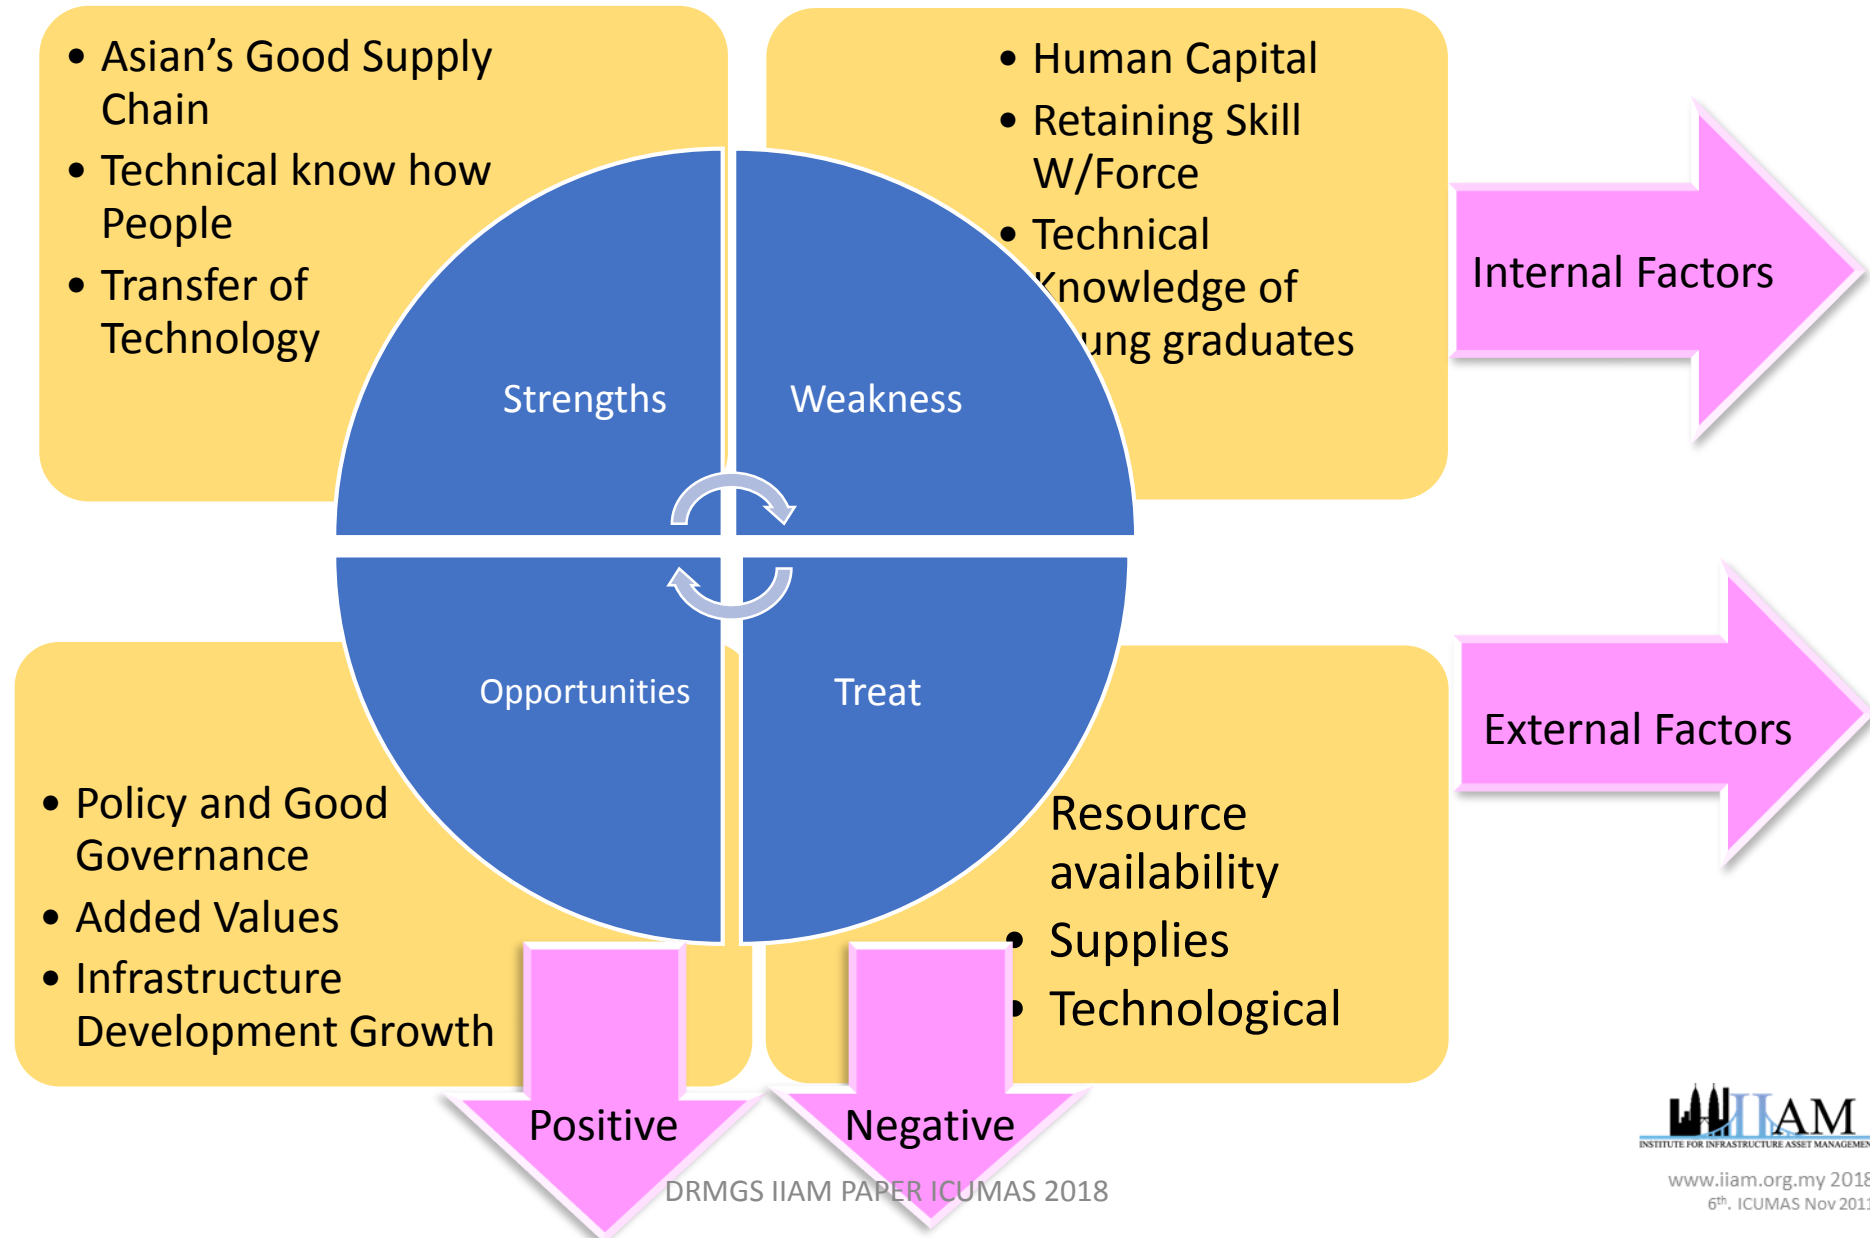 • Asian's Good Supply
Chain
• Technical know how
People
• Transfer of
Technology
• Human Capital
• Retaining Skill
W/Force
• Technical
Knowledge of
ung graduates
Internal Factors
Strengths
Weakness
Opportunities
Treat
External Factors
• Policy and Good
Governance
• Added Values
• Infrastructure
Development Growth
Resource
availability
• Supplies
• Technological
Positive
Negative
DRMGS IIAM PAPER ICUMAS 2018
IIAM
INSTITUTE FOR INFRASTRUCTURE ASSET MANAGEMEN
www.iiam.org.my 2018
6th. ICUMAS Nov 2011